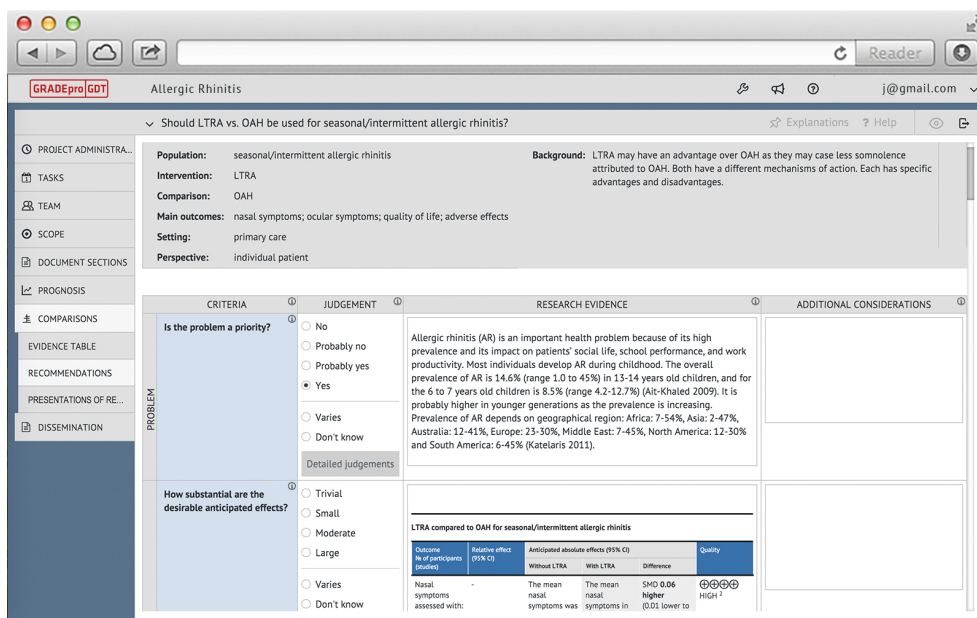 Reader
GRADEpro GDT
Allergic Rhinitis
j@gmail.com
Should LTRA vs. OAH be used for seasonal/intermittent allergic rhinitis?
Explanations
? Help
PROJECT ADMINISTRA...
TASKS
TEAM
SCOPE
DOCUMENT SECTIONS
PROGNOSIS
COMPARISONS
EVIDENCE TABLE
RECOMMENDATIONS
PRESENTATIONS OF RE...
DISSEMINATION
Population: seasonal/intermittent allergic rhinitis
Intervention: LTRA
Comparison: OAH
Main outcomes: nasal symptoms; ocular symptoms; quality of life; adverse effects
Setting: primary care
Perspective: individual patient
Background: LTRA may have an advantage over OAH as they may case less somnolence
attributed to OAH. Both have a different mechanisms of action. Each has specific
advantages and disadvantages.
CRITERIA
JUDGEMENT
RESEARCH EVIDENCE
ADDITIONAL CONSIDERATIONS
PROBLEM
Is the problem a priority?
No
Probably no
Probably yes
Yes
Varies
Don't know
Detailed judgements
Allergic rhinitis (AR) is an important health problem because of its high
prevalence and its impact on patients' social life, school performance, and work
productivity. Most individuals develop AR during childhood. The overall
prevalence of AR is 14.6% (range 1.0 to 45%) in 13-14 years old children, and for
the 6 to 7 years old children is 8.5% (range 4.2-12.7%) (Ait-Khaled 2009). It is
probably higher in younger generations as the prevalence is increasing.
Prevalence of AR depends on geographical region: Africa: 7-54%, Asia: 2-47%,
Australia: 12-41%, Europe: 23-30%, Middle East: 7-45%, North America: 12-30%
and South America: 6-45% (Katelaris 2011).
How substantial are the
desirable anticipated effects?
Trivial
Small
Moderate
Large
Varies
Don't know
LTRA compared to OAH for seasonal/intermittent allergic rhinitis
Outcome
№ of participants
(studies)
Relative effect
(95% CI)
Anticipated absolute effects (95% CI)
Without LTRA
With LTRA
Difference
Quality
Nasal
symptoms
assessed with:
-
The mean
nasal
symptoms was
The mean
nasal
symptoms in
SMD 0.06
higher
(0.01 lower to
⨁⨁⨁⨁
HIGH 2